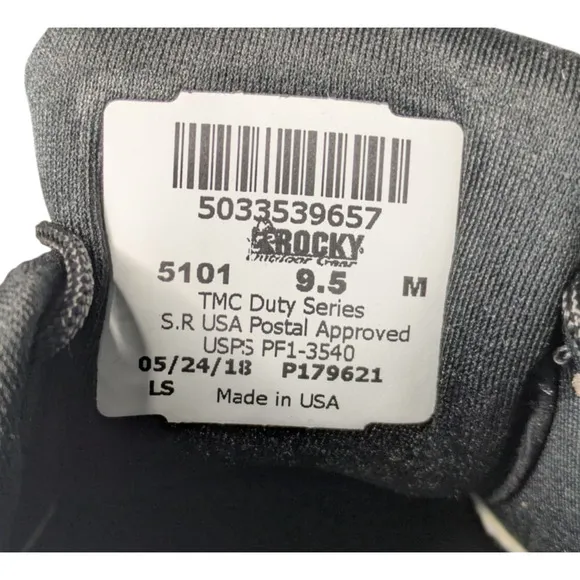 5033539657
ROCKY
Outdoor Gear
5101 9.5 M
TMC Duty Series
S.R USA Postal Approved
USPS PF1-3540
05/24/18 P179621
LS Made in USA